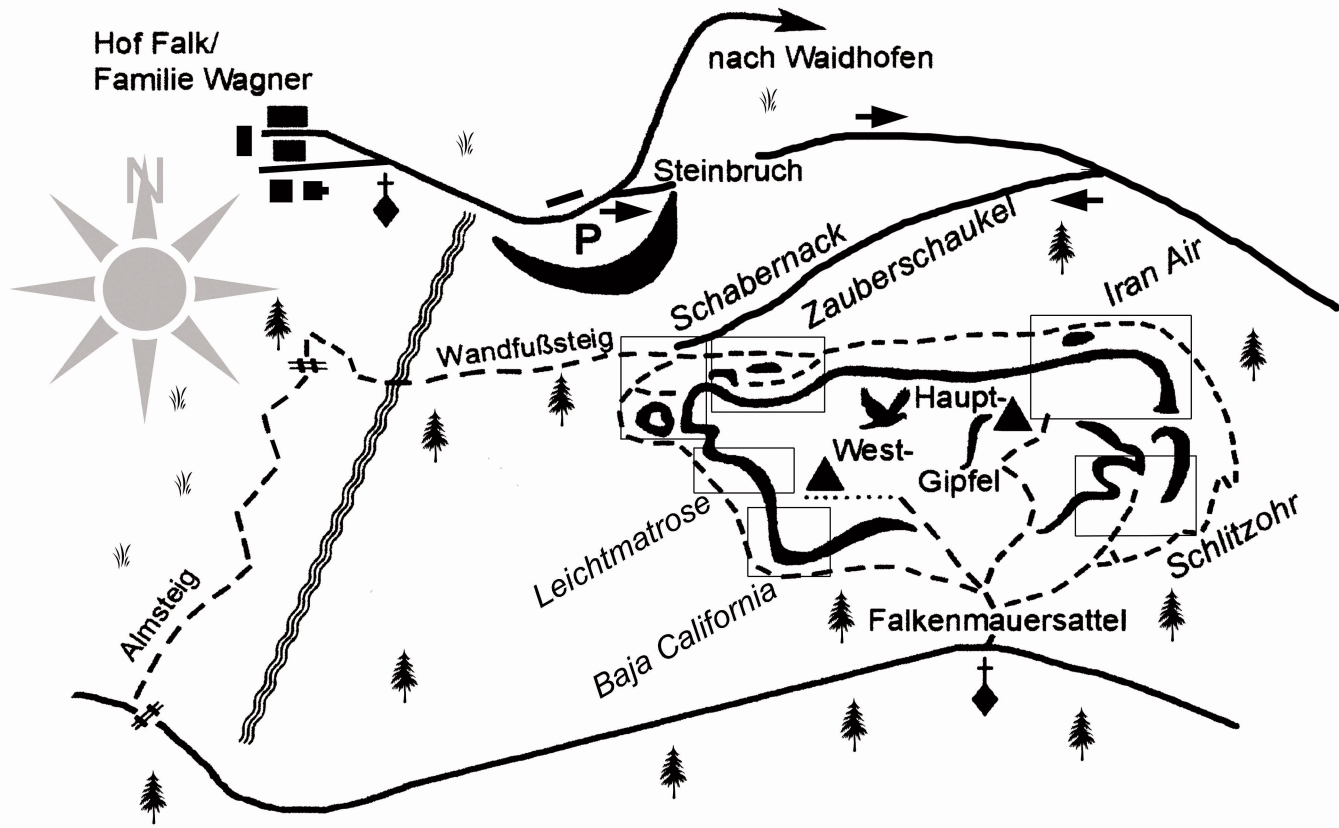 Hof Falk/
Familie Wagner
nach Waidhofen
N
Steinbruch
P
Schabernack
Zauberschaukel
Iran Air
Wandfußsteig
Haupt-
West-
Gipfel
Leichtmatrose
Schlitzohr
Almsteig
Baja California
Falkenmauersattel